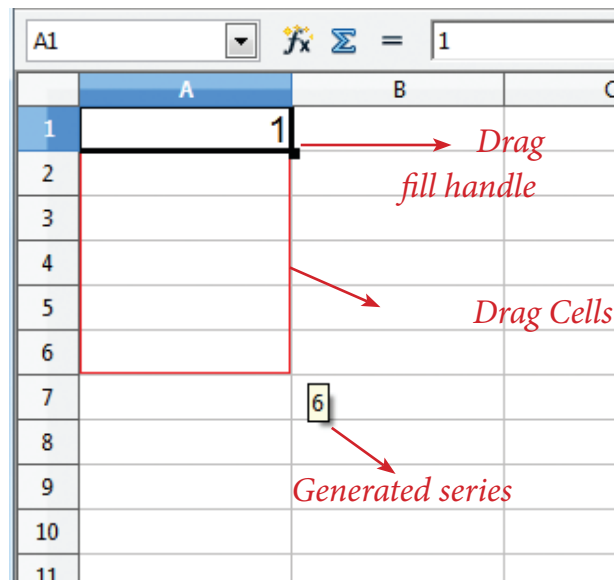 A1 fx Σ = 1
A B C
1 1 Drag
2 fill handle
3
4
5 Drag Cells
6
7 6
8
9 Generated series
10
11